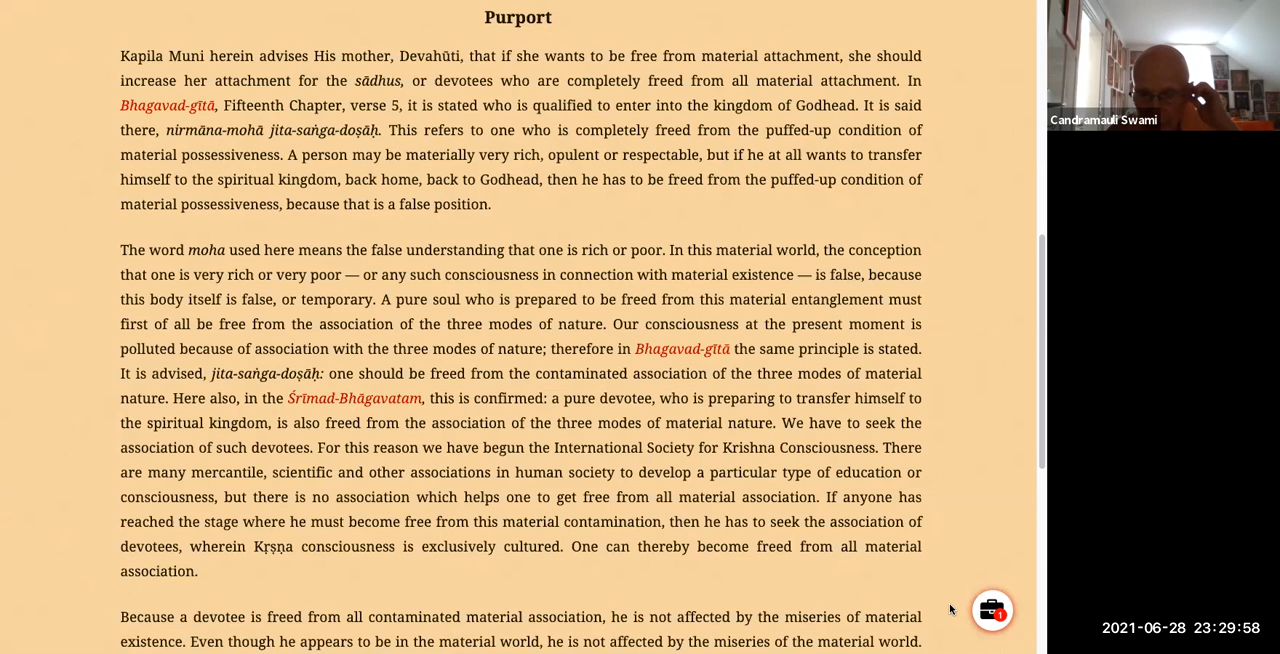 Purport
Kapila Muni herein advises His mother, Devahūti, that if she wants to be free from material attachment, she should
increase her attachment for the sādhus, or devotees who are completely freed from all material attachment. In
Bhagavad-gītā, Fifteenth Chapter, verse 5, it is stated who is qualified to enter into the kingdom of Godhead. It is said
there, nirmāna-mohā jita-saṅga-doṣāḥ. This refers to one who is completely freed from the puffed-up condition of
material possessiveness. A person may be materially very rich, opulent or respectable, but if he at all wants to transfer
himself to the spiritual kingdom, back home, back to Godhead, then he has to be freed from the puffed-up condition of
material possessiveness, because that is a false position.
The word moha used here means the false understanding that one is rich or poor. In this material world, the conception
that one is very rich or very poor — or any such consciousness in connection with material existence — is false, because
this body itself is false, or temporary. A pure soul who is prepared to be freed from this material entanglement must
first of all be free from the association of the three modes of nature. Our consciousness at the present moment is
polluted because of association with the three modes of nature; therefore in Bhagavad-gītā the same principle is stated.
It is advised, jita-saṅga-doṣāḥ: one should be freed from the contaminated association of the three modes of material
nature. Here also, in the Śrīmad-Bhāgavatam, this is confirmed: a pure devotee, who is preparing to transfer himself to
the spiritual kingdom, is also freed from the association of the three modes of material nature. We have to seek the
association of such devotees. For this reason we have begun the International Society for Krishna Consciousness. There
are many mercantile, scientific and other associations in human society to develop a particular type of education or
consciousness, but there is no association which helps one to get free from all material association. If anyone has
reached the stage where he must become free from this material contamination, then he has to seek the association of
devotees, wherein Kṛṣṇa consciousness is exclusively cultured. One can thereby become freed from all material
association.
Because a devotee is freed from all contaminated material association, he is not affected by the miseries of material
existence. Even though he appears to be in the material world, he is not affected by the miseries of the material world.
1
Candramauli Swami
2021-06-28 23:29:58